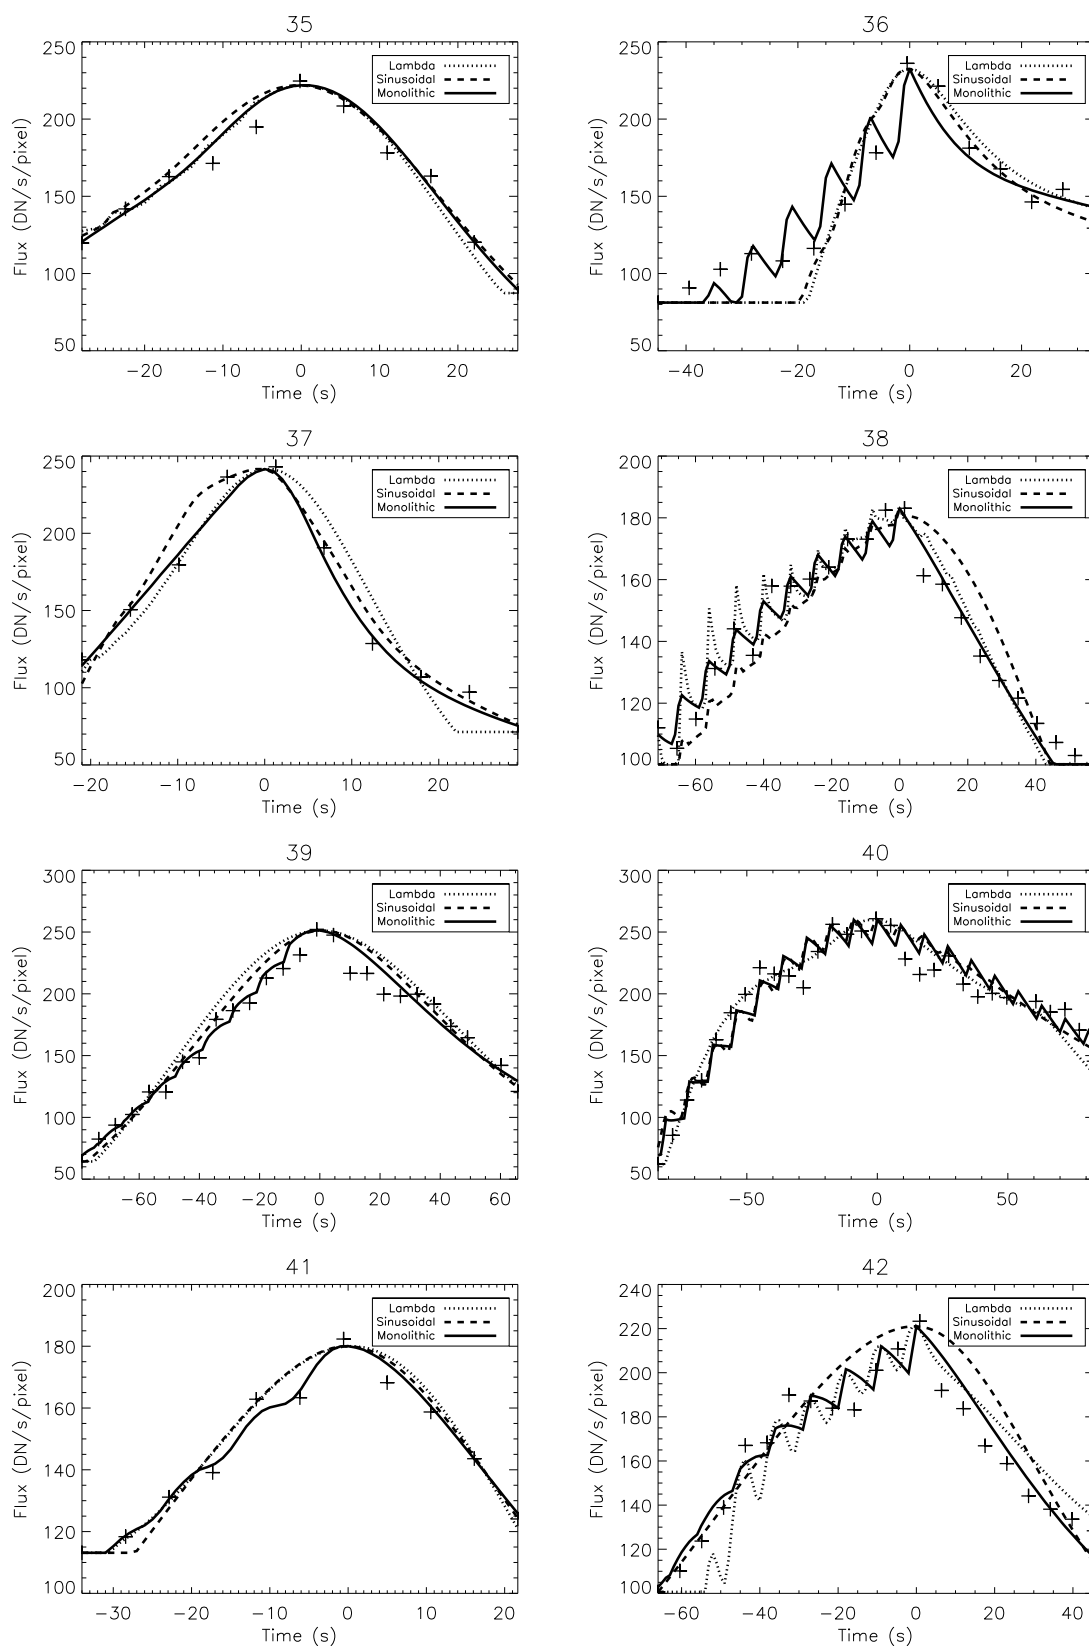 35
Flux (DN/s/pixel)
250
200
150
100
50
Lambda
Sinusoidal
Monolithic
−20 −10 0 10 20
Time (s)
36
Flux (DN/s/pixel)
250
200
150
100
50
Lambda
Sinusoidal
Monolithic
−40 −20 0 20
Time (s)
37
Flux (DN/s/pixel)
250
200
150
100
50
Lambda
Sinusoidal
Monolithic
−20 −10 0 10 20
Time (s)
38
Flux (DN/s/pixel)
200
180
160
140
120
100
Lambda
Sinusoidal
Monolithic
−60 −40 −20 0 20 40
Time (s)
39
Flux (DN/s/pixel)
300
250
200
150
100
50
Lambda
Sinusoidal
Monolithic
−60 −40 −20 0 20 40 60
Time (s)
40
Flux (DN/s/pixel)
300
250
200
150
100
50
Lambda
Sinusoidal
Monolithic
−50 0 50
Time (s)
41
Flux (DN/s/pixel)
200
180
160
140
120
100
Lambda
Sinusoidal
Monolithic
−30 −20 −10 0 10 20
Time (s)
42
Flux (DN/s/pixel)
240
220
200
180
160
140
120
100
Lambda
Sinusoidal
Monolithic
−60 −40 −20 0 20 40
Time (s)